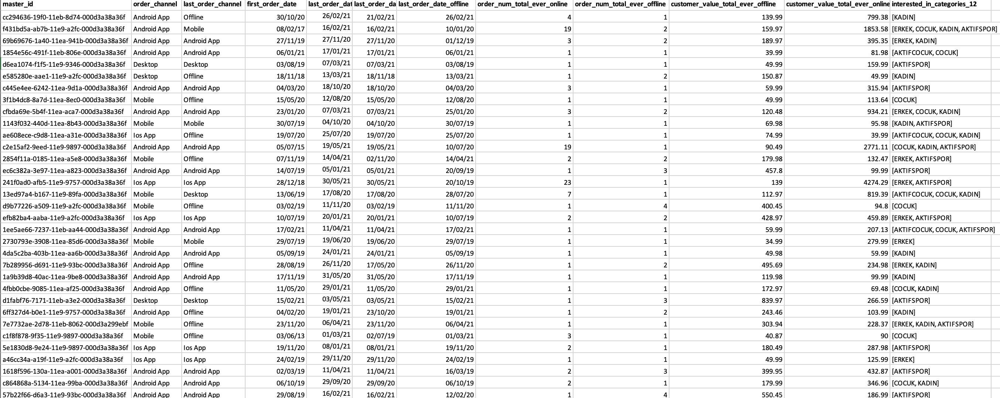 master_id order_channel last_order_channel first_order_date last_order_dat last_order_da last_order_date_offline order_num_total_ever_online order_num_total_ever_offline customer_value_total_ever_offline customer_value_total_ever_online interested_in_categories_12
cc294636-19f0-11eb-8d74-000d3a38a36f Android App Offline 30/10/20 26/02/21 21/02/21 26/02/21 4 1 139.99 799.38 [KADIN]
f431bd5a-ab7b-11e9-a2fc-000d3a38a36f Android App Mobile 08/02/17 16/02/21 16/02/21 10/01/20 19 2 159.97 1853.58 [ERKEK, COCUK, KADIN, AKTIFSPOR]
69b69676-1a40-11ea-941b-000d3a38a36f Android App Android App 27/11/19 27/11/20 27/11/20 01/12/19 3 2 189.97 395.35 [ERKEK, KADIN]
1854e56c-491f-11eb-806e-000d3a38a36f Android App Android App 06/01/21 17/01/21 17/01/21 06/01/21 1 1 39.99 81.98 [AKTIFCOCUK, COCUK]
d6ea1074-f1f5-11e9-9346-000d3a38a36f Desktop Desktop 03/08/19 07/03/21 07/03/21 03/08/19 1 1 49.99 159.99 [AKTIFSPOR]
e585280e-aae1-11e9-a2fc-000d3a38a36f Desktop Offline 18/11/18 13/03/21 18/11/18 13/03/21 1 2 150.87 49.99 [KADIN]
c445e4ee-6242-11ea-9d1a-000d3a38a36f Android App Android App 04/03/20 18/10/20 18/10/20 04/03/20 3 1 59.99 315.94 [AKTIFSPOR]
3f1b4dc8-8a7d-11ea-8ec0-000d3a38a36f Mobile Offline 15/05/20 12/08/20 15/05/20 12/08/20 1 1 49.99 113.64 [COCUK]
cfbda69e-5b4f-11ea-aca7-000d3a38a36f Android App Android App 23/01/20 07/03/21 07/03/21 25/01/20 3 2 120.48 934.21 [ERKEK, COCUK, KADIN]
1143f032-440d-11ea-8b43-000d3a38a36f Mobile Mobile 30/07/19 04/10/20 04/10/20 30/07/19 1 1 69.98 95.98 [KADIN, AKTIFSPOR]
ae608ece-c9d8-11ea-a31e-000d3a38a36f Ios App Offline 19/07/20 25/07/20 19/07/20 25/07/20 1 1 74.99 39.99 [AKTIFCOCUK, COCUK, KADIN]
c2e15af2-9eed-11e9-9897-000d3a38a36f Android App Android App 05/07/15 19/05/21 19/05/21 10/07/20 19 1 90.49 2771.11 [COCUK, KADIN, AKTIFSPOR]
2854f11a-0185-11ea-a5e8-000d3a38a36f Mobile Offline 07/11/19 14/04/21 02/11/20 14/04/21 2 2 179.98 132.47 [ERKEK, AKTIFSPOR]
ec6c382a-3e97-11ea-a823-000d3a38a36f Android App Android App 14/07/19 05/01/21 05/01/21 20/09/19 1 3 457.8 99.99 [AKTIFSPOR]
241f0ad0-afb5-11e9-9757-000d3a38a36f Ios App Ios App 28/12/18 30/05/21 30/05/21 20/10/19 23 1 139 4274.29 [ERKEK, AKTIFSPOR]
13ed97a4-b167-11e9-89fa-000d3a38a36f Mobile Desktop 13/06/19 17/08/20 17/08/20 28/07/20 7 1 112.97 819.39 [AKTIFCOCUK, COCUK, KADIN]
d9b77226-a509-11e9-a2fc-000d3a38a36f Mobile Offline 03/02/19 11/11/20 03/02/19 11/11/20 1 4 400.45 94.8 [COCUK]
efb82ba4-aaba-11e9-a2fc-000d3a38a36f Ios App Ios App 10/07/19 20/01/21 20/01/21 10/07/19 2 2 428.97 459.89 [ERKEK, AKTIFSPOR]
1ee5ae66-7237-11eb-aa44-000d3a38a36f Android App Android App 17/02/21 11/04/21 11/04/21 17/02/21 1 1 59.99 207.13 [AKTIFCOCUK, COCUK, AKTIFSPOR]
2730793e-3908-11ea-85d6-000d3a38a36f Mobile Mobile 29/07/19 19/06/20 19/06/20 29/07/19 1 1 34.99 279.99 [ERKEK]
4da5c2ba-403b-11ea-aa6b-000d3a38a36f Android App Android App 05/09/19 24/01/21 24/01/21 05/09/19 1 1 49.98 59.99 [KADIN]
7b289956-d691-11e9-93bc-000d3a38a36f Android App Offline 28/08/19 26/11/20 17/05/20 26/11/20 1 2 495.69 234.98 [ERKEK, KADIN]
1a9b39d8-40ac-11ea-9be8-000d3a38a36f Android App Android App 17/11/19 31/05/20 31/05/20 17/11/19 1 1 119.98 99.99 [KADIN]
4fbb0cbe-9085-11ea-af25-000d3a38a36f Android App Offline 11/05/20 29/01/21 11/05/20 29/01/21 1 1 172.97 69.48 [COCUK, KADIN]
d1fabf76-7171-11eb-a3e2-000d3a38a36f Desktop Desktop 15/02/21 03/05/21 03/05/21 15/02/21 1 3 839.97 266.59 [AKTIFSPOR]
6ff327d4-b0e1-11e9-9757-000d3a38a36f Android App Offline 04/02/20 19/01/21 23/10/20 19/01/21 1 2 243.46 103.99 [KADIN]
7e7732ae-2d78-11eb-8062-000d3a299ebf Mobile Offline 23/11/20 06/04/21 23/11/20 06/04/21 1 1 303.94 228.37 [ERKEK, KADIN, AKTIFSPOR]
c1f8f878-9f35-11e9-9897-000d3a38a36f Mobile Offline 03/06/13 01/03/21 02/07/19 01/03/21 3 1 40.87 90 [COCUK]
5e1830d8-9e24-11e9-9897-000d3a38a36f Ios App Ios App 19/11/20 08/01/21 08/01/21 19/11/20 2 1 180.49 287.98 [AKTIFSPOR]
a46cc34a-a19f-11e9-a2fc-000d3a38a36f Ios App Ios App 24/02/19 29/11/20 29/11/20 24/02/19 1 1 49.99 125.99 [ERKEK]
1618f596-130a-11ea-a001-000d3a38a36f Android App Android App 02/03/19 11/04/21 11/04/21 16/03/19 2 3 399.95 432.87 [AKTIFSPOR]
c864868a-5134-11ea-99ba-000d3a38a36f Android App Android App 06/10/19 29/09/20 29/09/20 06/10/19 2 1 179.99 346.96 [COCUK, KADIN]
57b22f66-d6a3-11e9-93bc-000d3a38a36f Android App Android App 29/08/19 16/02/21 16/02/21 12/02/20 1 4 550.45 186.99 [AKTIFSPOR]